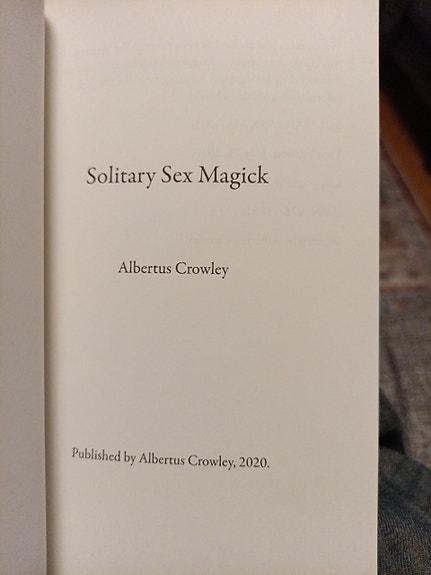 Solitary Sex Magick
Albertus Crowley
Published by Albertus Crowley, 2020.